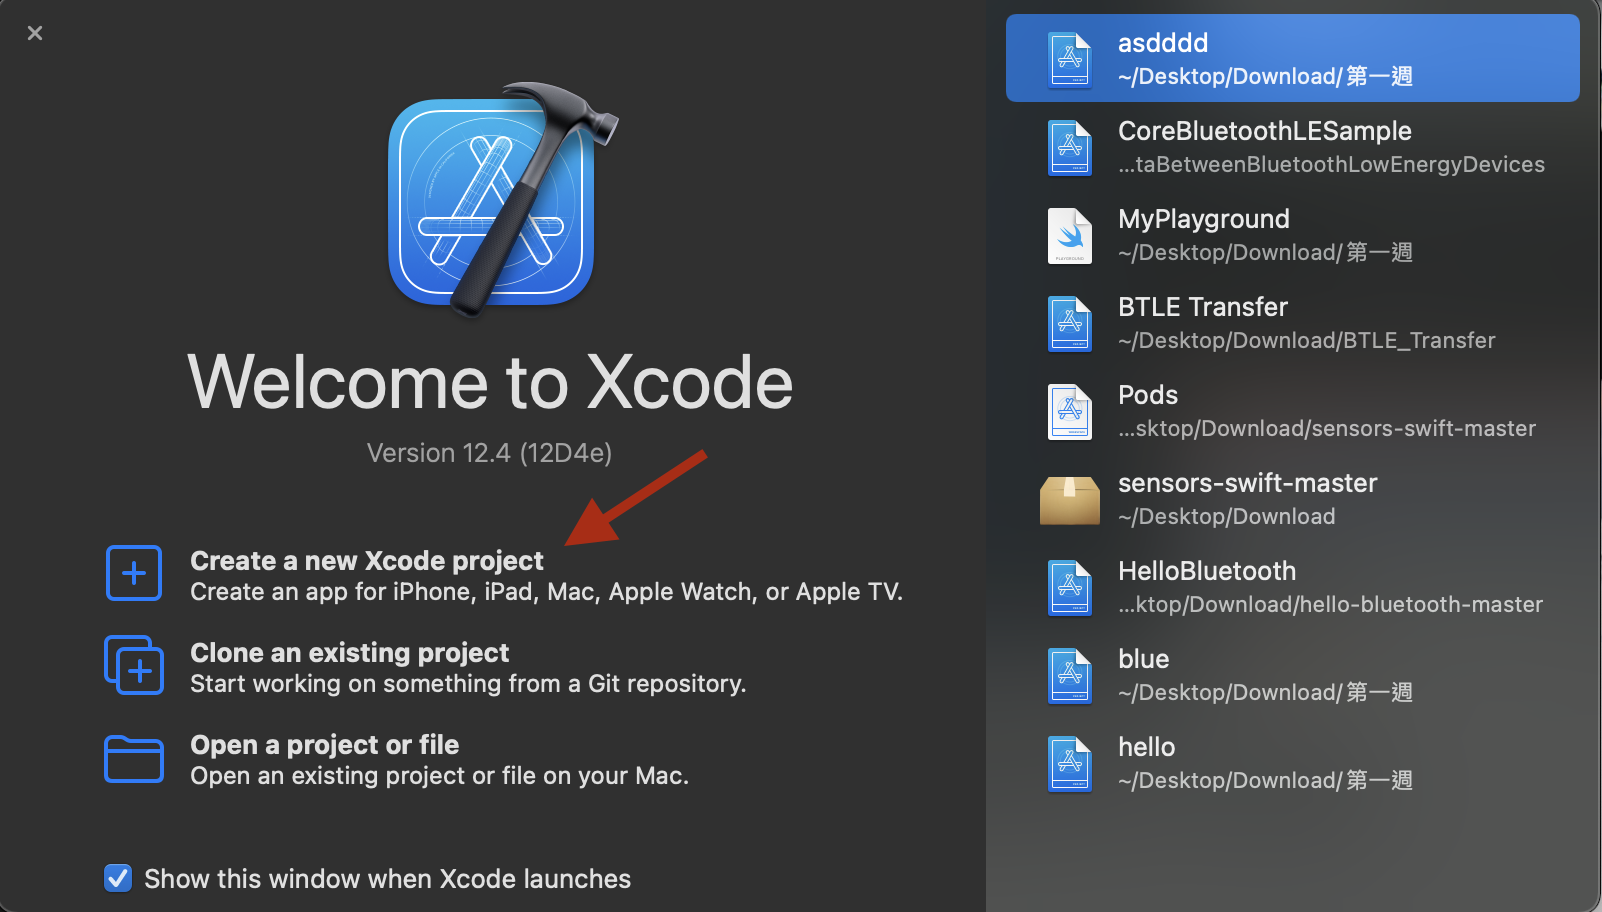 Welcome to Xcode
Version 12.4 (12D4e)
Create a new Xcode project
Create an app for iPhone, iPad, Mac, Apple Watch, or Apple TV.
Clone an existing project
Start working on something from a Git repository.
Open a project or file
Open an existing project or file on your Mac.
Show this window when Xcode launches
asdddd
~/Desktop/Download/第一週
CoreBluetoothLESample
...taBetweenBluetoothLowEnergyDevices
MyPlayground
~/Desktop/Download/第一週
BTLE Transfer
~/Desktop/Download/BTLE_Transfer
Pods
...sktop/Download/sensors-swift-master
sensors-swift-master
~/Desktop/Download
HelloBluetooth
...ktop/Download/hello-bluetooth-master
blue
~/Desktop/Download/第一週
hello
~/Desktop/Download/第一週